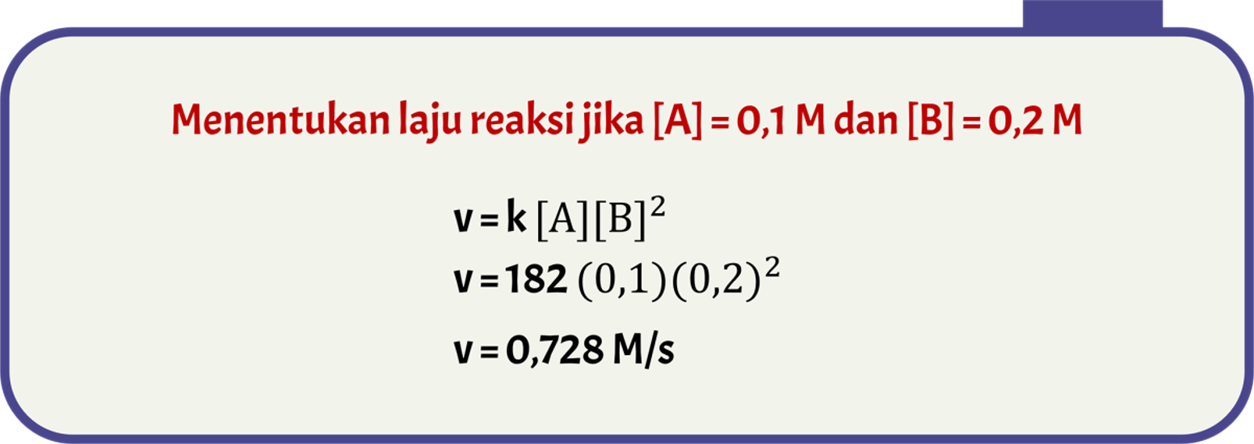 Menentukan laju reaksi jika [A] = 0,1 M dan [B] = 0,2 M
v = k [A][B]²
v = 182 (0,1)(0,2)²
v = 0,728 M/s